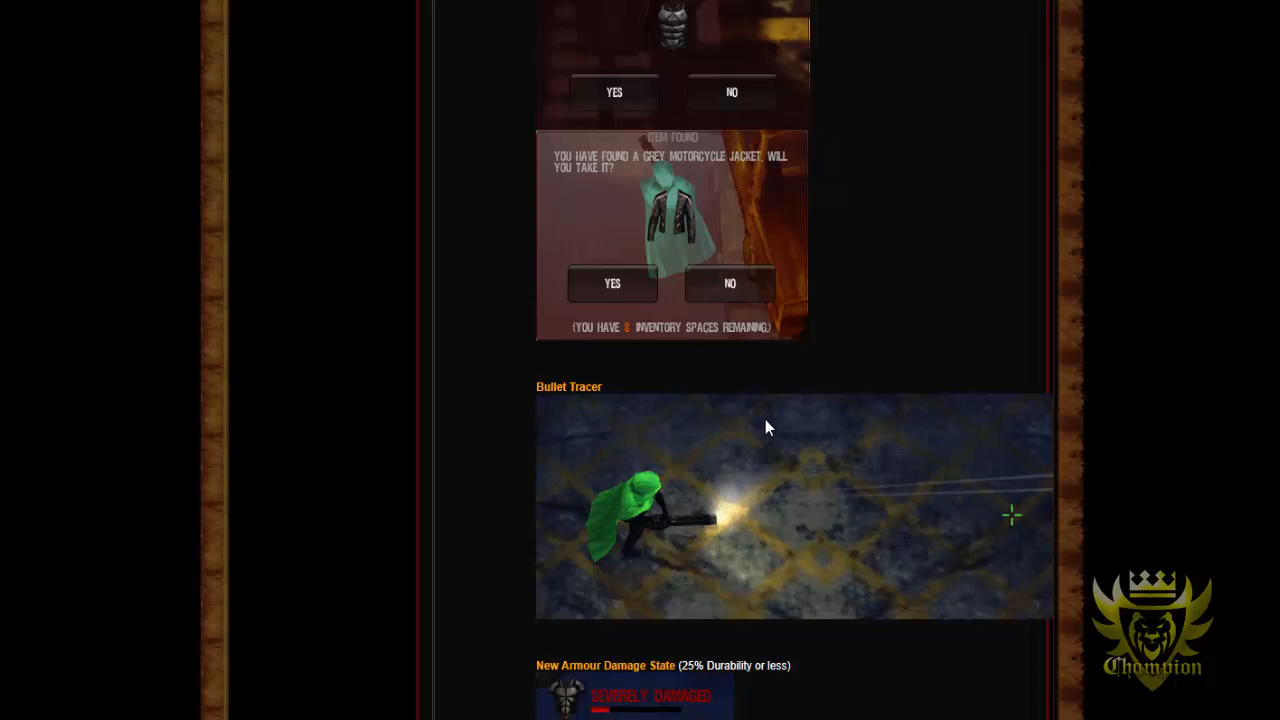 YES NO
ITEM FOUND
YOU HAVE FOUND A GREY MOTORCYCLE JACKET. WILL
YOU TAKE IT?
YES NO
(YOU HAVE 8 INVENTORY SPACES REMAINING.)
Bullet Tracer
New Armour Damage State (25% Durability or less)
SEVERELY DAMAGED
Champion